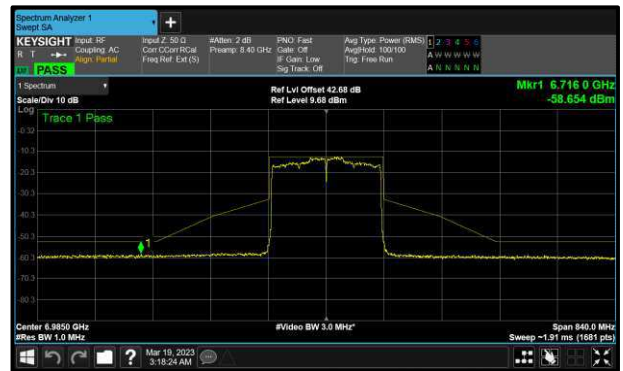 Spectrum Analyzer 1
Swept SA
+
KEYSIGHT
R T
PASS
Input: RF
Coupling: AC
Align: Partial
Input Z: 50 Ω
Corr CCorr RCal
Freq Ref: Ext (S)
#Atten: 2 dB
Preamp: 8.40 GHz
PNO: Fast
Gate: Off
IF Gain: Low
Sig Track: Off
Avg Type: Power (RMS)
Avg|Hold: 100/100
Trig: Free Run
1 2 3 4 5 6
A W W W W W
A N N N N N
1 Spectrum
Scale/Div 10 dB
Ref Lvl Offset 42.68 dB
Ref Level 9.68 dBm
Mkr1 6.716 0 GHz
-58.654 dBm
Log
Trace 1 Pass
-0.32
-10.3
-20.3
-30.3
-40.3
-50.3
-60.3
-70.3
-80.3
1
Center 6.9850 GHz
#Res BW 1.0 MHz
#Video BW 3.0 MHz*
Span 840.0 MHz
Sweep ~1.91 ms (1681 pts)
?
Mar 19, 2023
3:18:24 AM